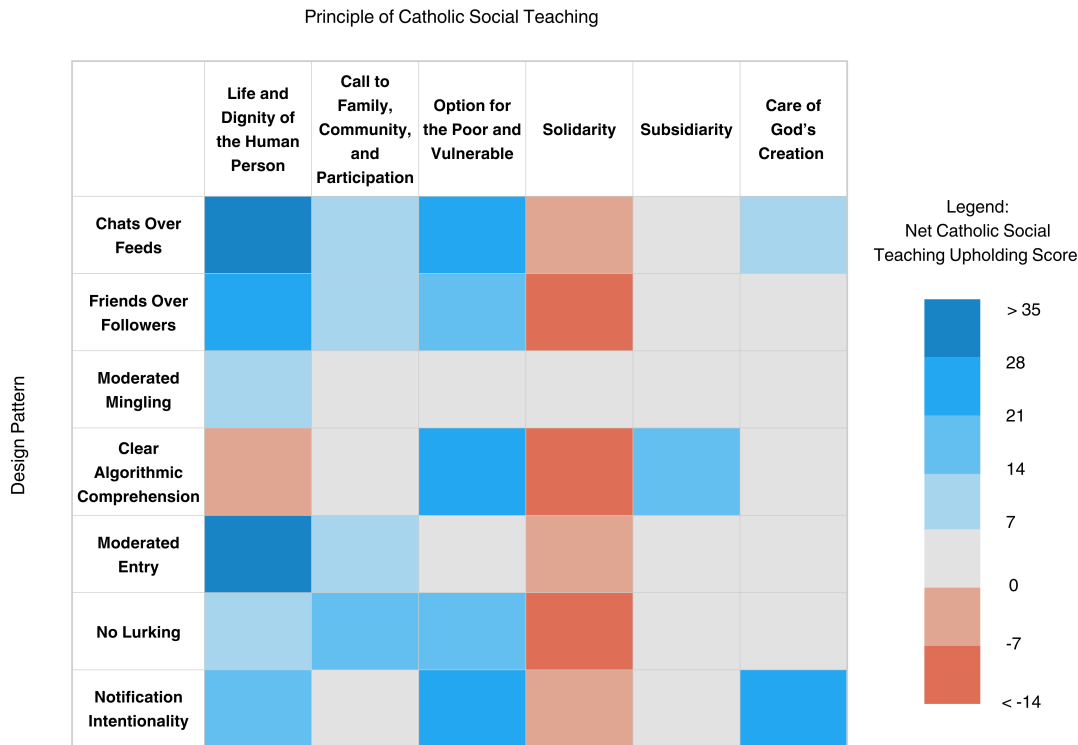 Principle of Catholic Social Teaching
Life and
Dignity of
the Human
Person
Call to
Family,
Community,
and
Participation
Option for
the Poor and
Vulnerable
Solidarity
Subsidiarity
Care of
God’s
Creation
Design Pattern
Chats Over
Feeds
Friends Over
Followers
Moderated
Mingling
Clear
Algorithmic
Comprehension
Moderated
Entry
No Lurking
Notification
Intentionality
Legend:
Net Catholic Social
Teaching Upholding Score
> 35
28
21
14
7
0
-7
< -14